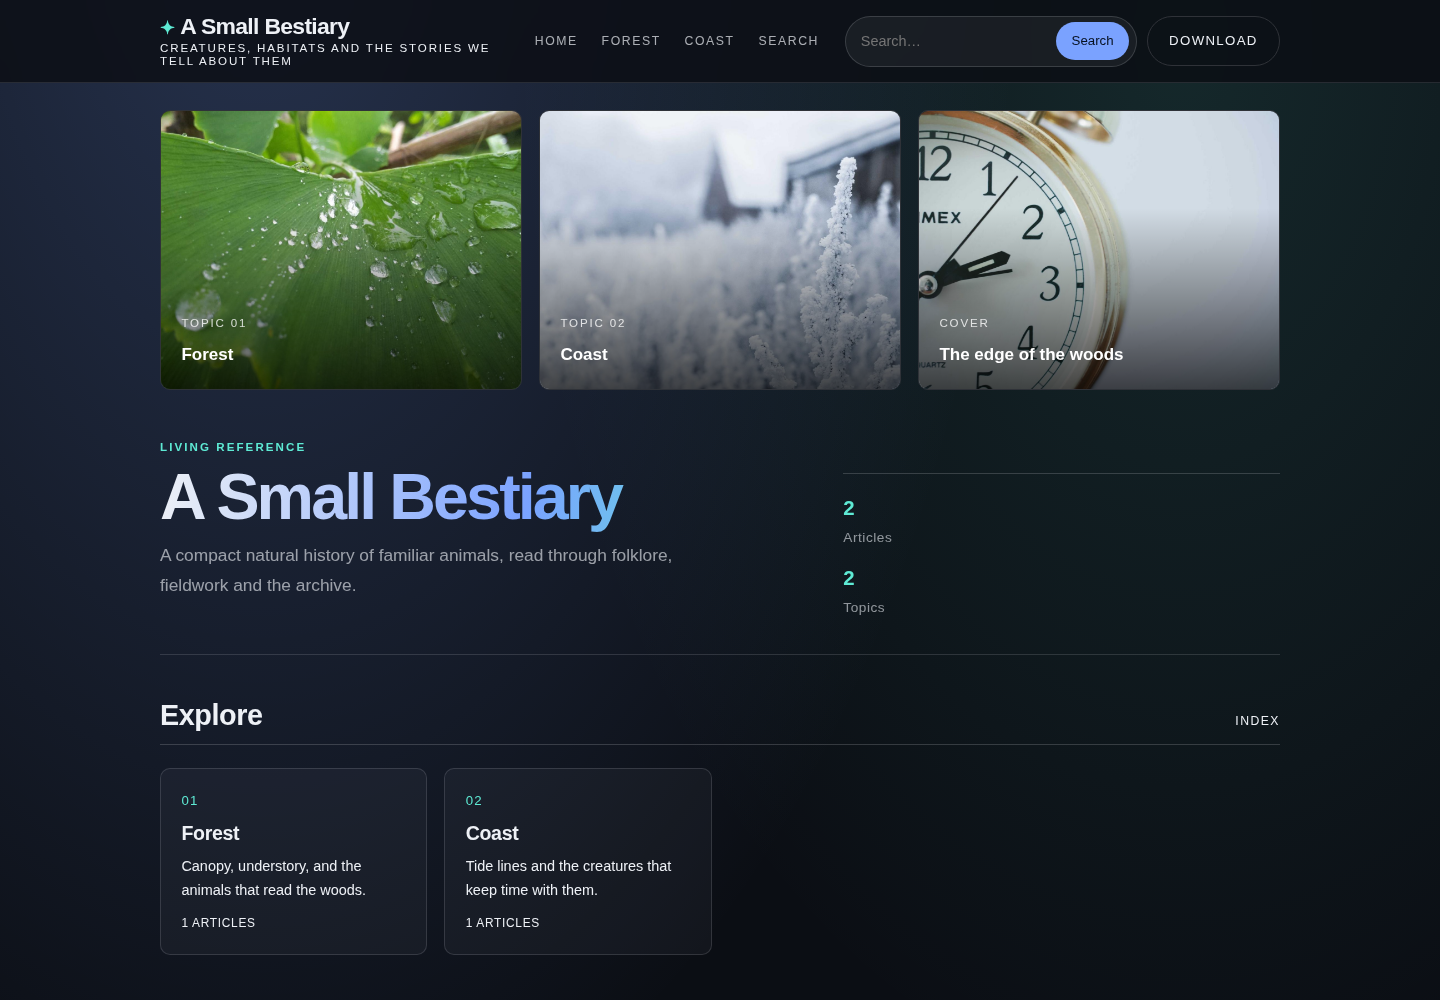 ✦ A Small Bestiary
CREATURES, HABITATS AND THE STORIES WE
TELL ABOUT THEM
HOME
FOREST
COAST
SEARCH
Search…
Search
DOWNLOAD
TOPIC 01
Forest
TOPIC 02
Coast
12
1
2
3
4
5
IMEX
UARTZ
COVER
The edge of the woods
LIVING REFERENCE
A Small Bestiary
A compact natural history of familiar animals, read through folklore,
fieldwork and the archive.
2
Articles
2
Topics
Explore
INDEX
01
Forest
Canopy, understory, and the
animals that read the woods.
1 ARTICLES
02
Coast
Tide lines and the creatures that
keep time with them.
1 ARTICLES